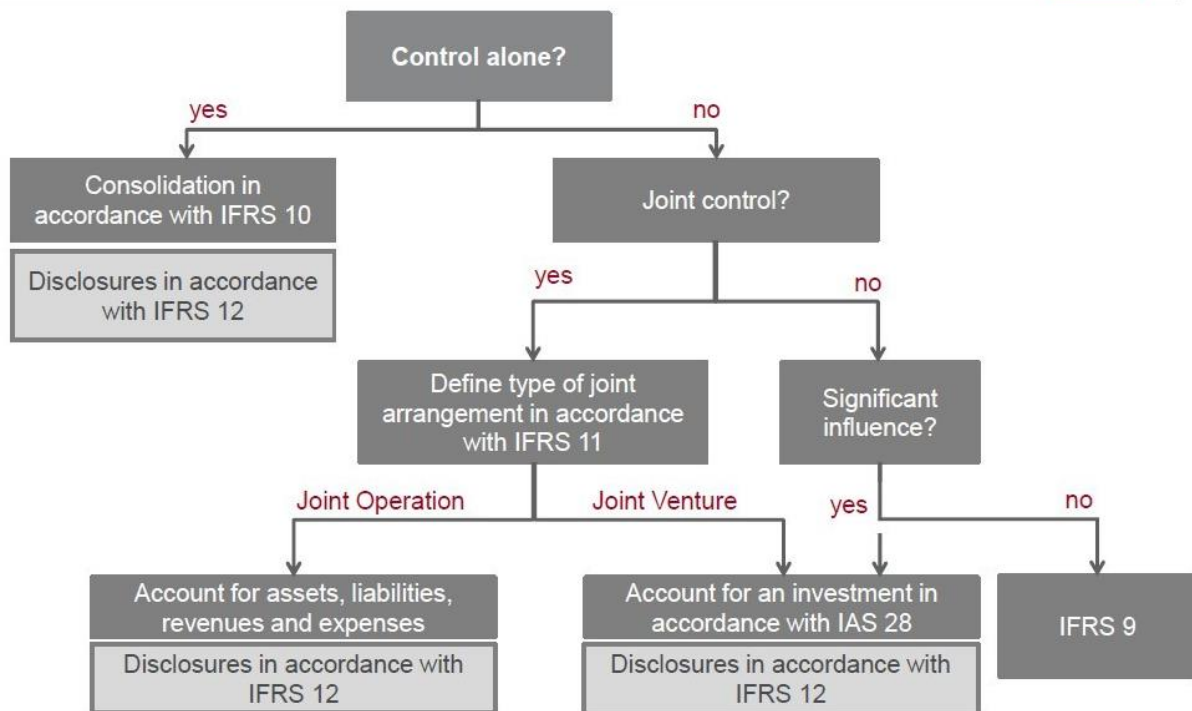 Control alone?
yes
no
Consolidation in
accordance with IFRS 10
Joint control?
Disclosures in accordance
with IFRS 12
yes
no
Define type of joint
arrangement in accordance
with IFRS 11
Significant
influence?
Joint Operation
Joint Venture
yes
no
Account for assets, liabilities,
revenues and expenses
Account for an investment in
accordance with IAS 28
IFRS 9
Disclosures in accordance with
IFRS 12
Disclosures in accordance with
IFRS 12